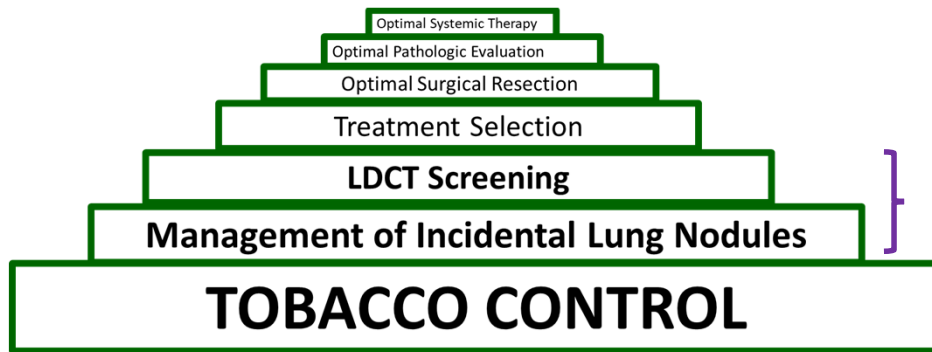 Optimal Systemic Therapy
Optimal Pathologic Evaluation
Optimal Surgical Resection
Treatment Selection
LDCT Screening
Management of Incidental Lung Nodules
TOBACCO CONTROL